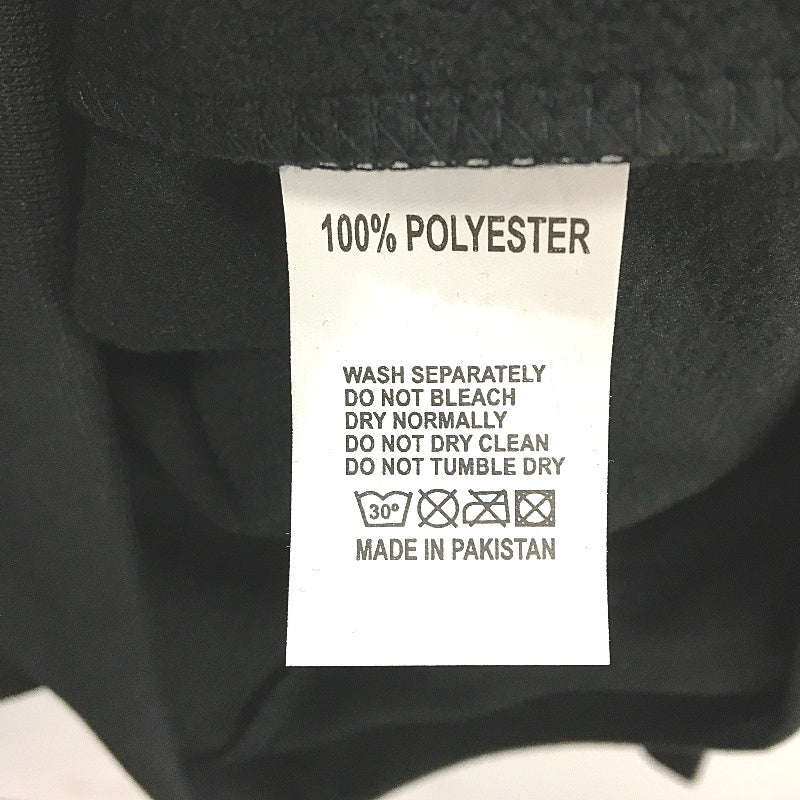 100% POLYESTER
WASH SEPARATELY
DO NOT BLEACH
DRY NORMALLY
DO NOT DRY CLEAN
DO NOT TUMBLE DRY
30º
MADE IN PAKISTAN